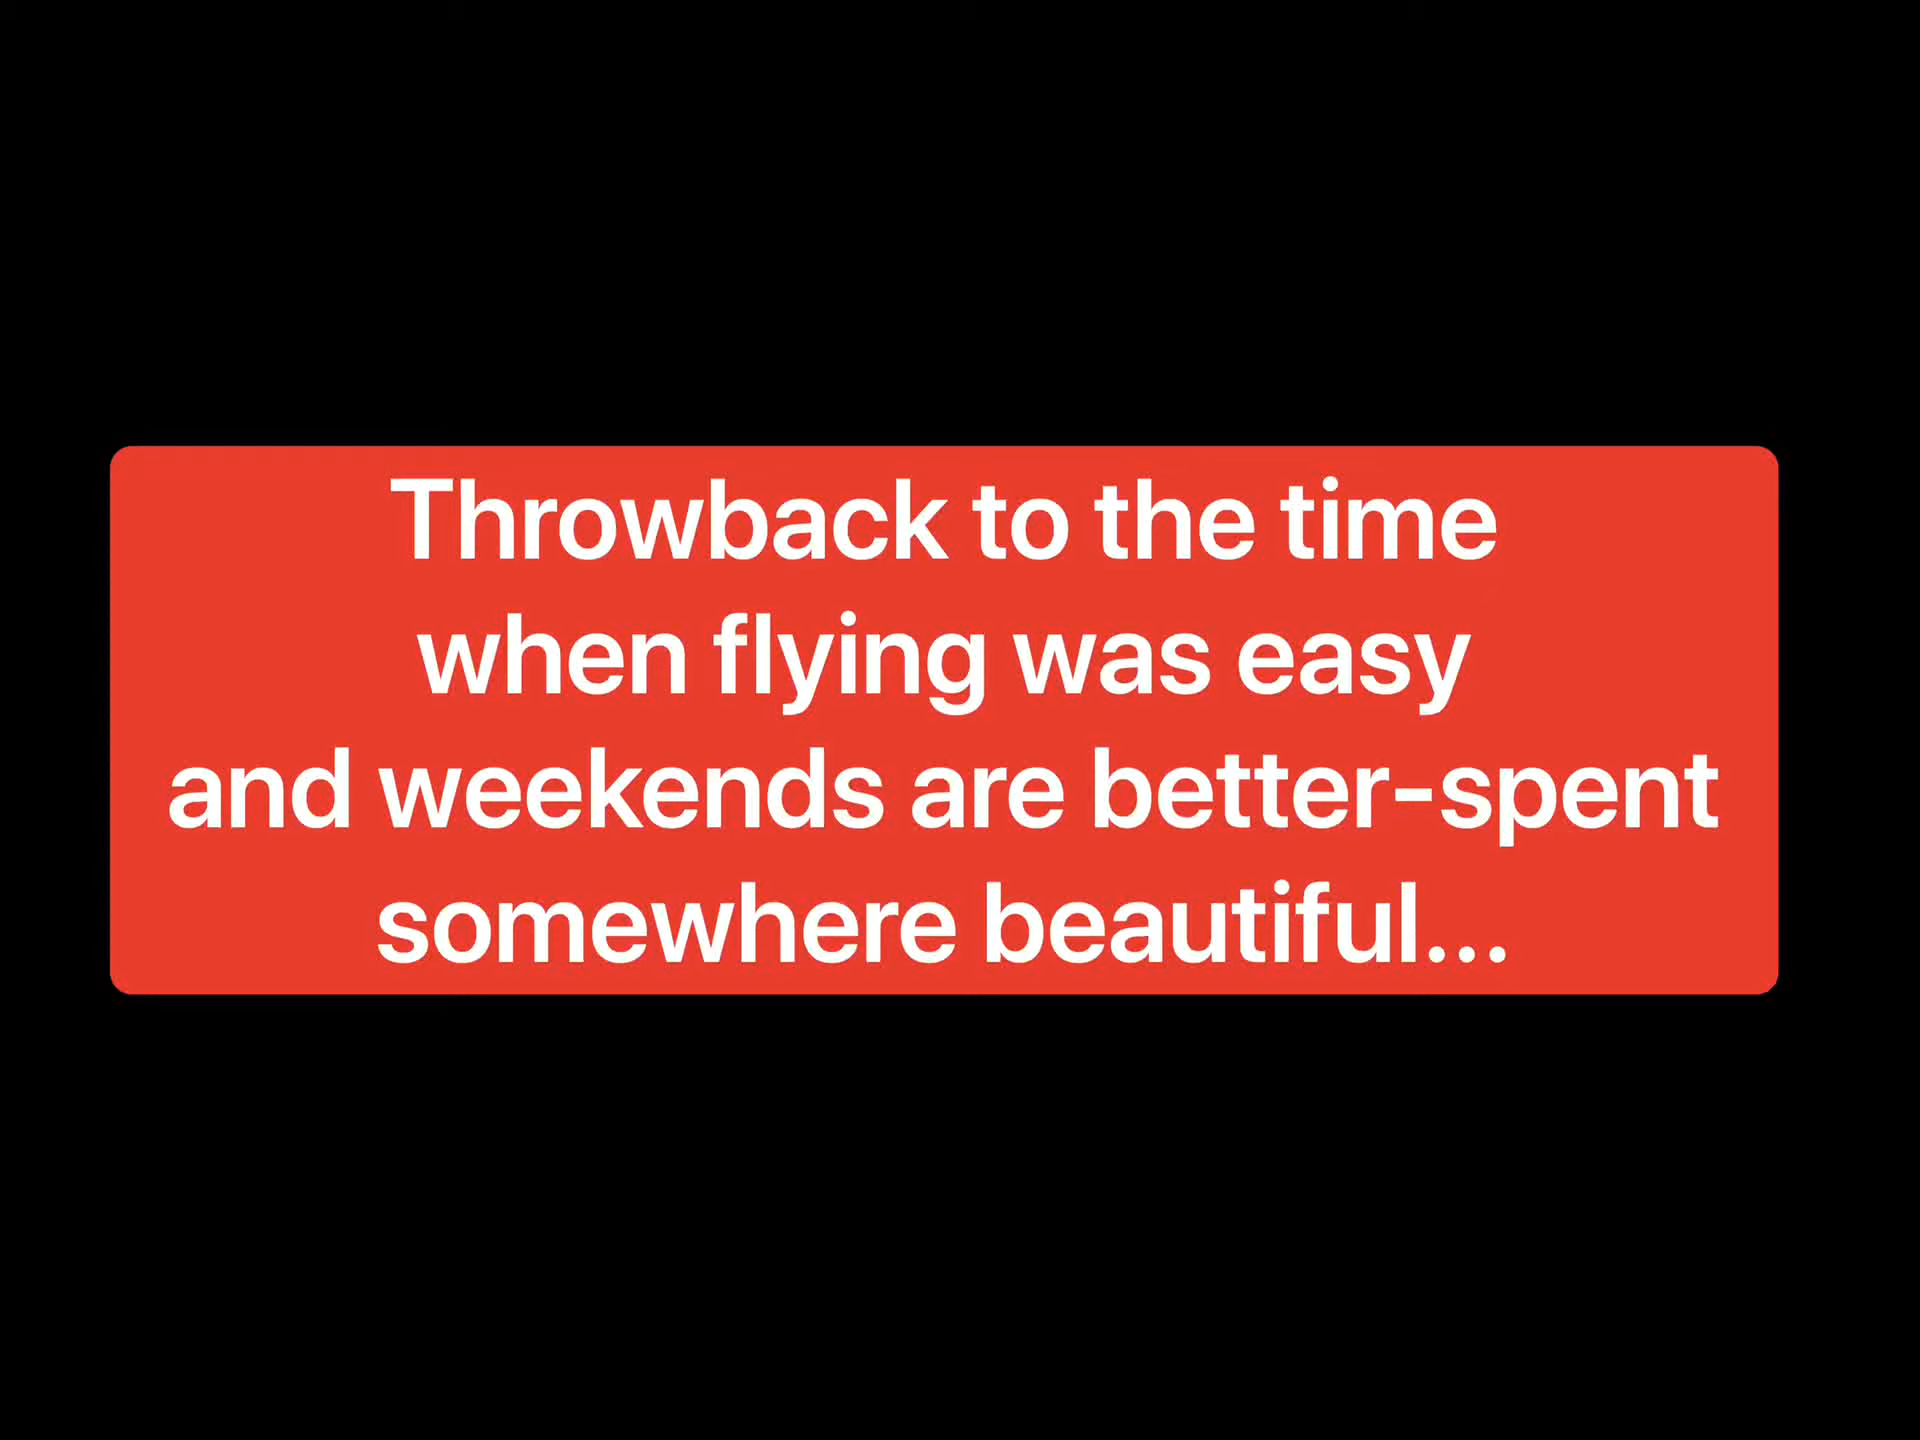 Throwback to the time
when flying was easy
and weekends are better-spent
somewhere beautiful...